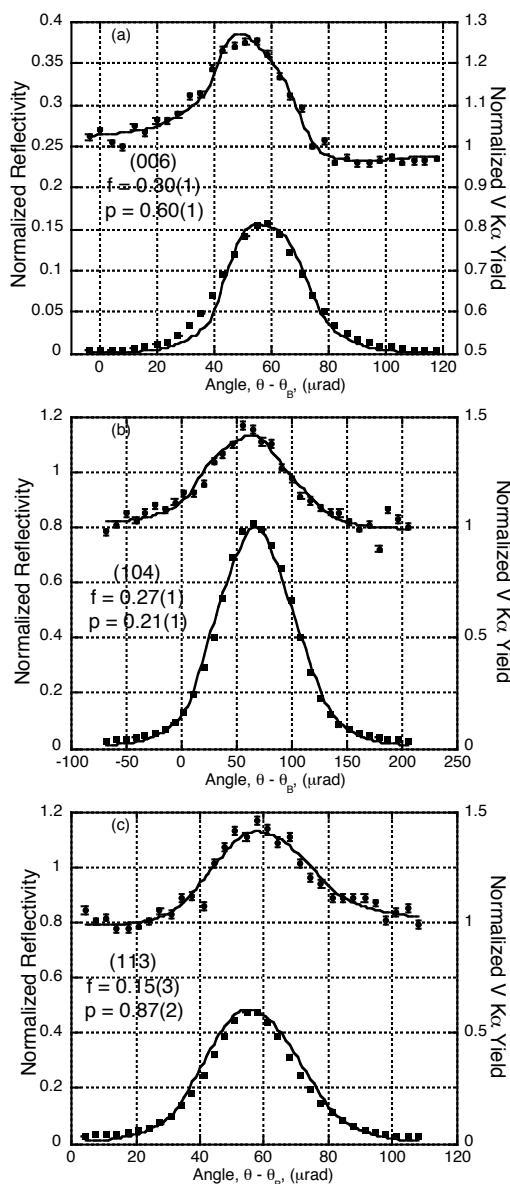 (a)
0.4
0.35
0.3
0.25
0.2
0.15
0.1
0.05
0
Normalized Reflectivity
(006)
f = 0.30(1)
p = 0.60(1)
1.3
1.2
1.1
1
0.9
0.8
0.7
0.6
0.5
Normalized V Kα Yield
0 20 40 60 80 100 120
Angle, θ - θB, (μrad)
(b)
1.2
1
0.8
0.6
0.4
0.2
0
Normalized Reflectivity
(104)
f = 0.27(1)
p = 0.21(1)
1.5
1
0.5
0
Normalized V Kα Yield
-100 -50 0 50 100 150 200 250
Angle, θ - θB, (μrad)
(c)
1.2
1
0.8
0.6
0.4
0.2
0
Normalized Reflectivity
(113)
f = 0.15(3)
p = 0.87(2)
1.5
1
0.5
0
Normalized V Kα Yield
0 20 40 60 80 100 120
Angle, θ - θB, (μrad)